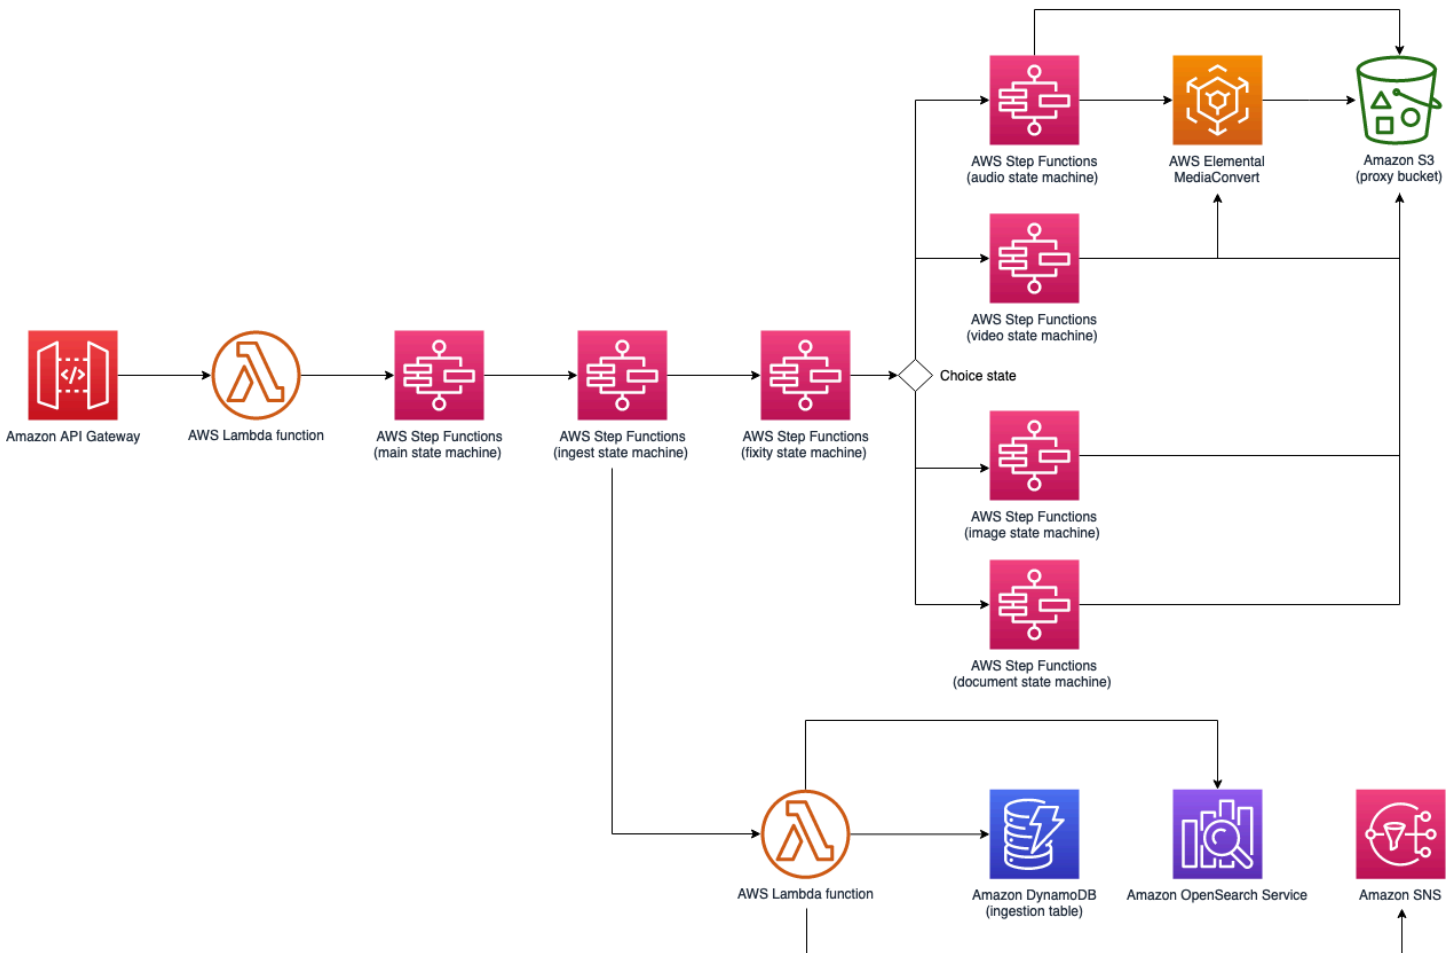 AWS Step Functions
(audio state machine)
AWS Elemental
MediaConvert
Amazon S3
(proxy bucket)
AWS Step Functions
(video state machine)
</>
Amazon API Gateway
AWS Lambda function
AWS Step Functions
(main state machine)
AWS Step Functions
(ingest state machine)
AWS Step Functions
(fixity state machine)
Choice state
AWS Step Functions
(image state machine)
AWS Step Functions
(document state machine)
AWS Lambda function
Amazon DynamoDB
(ingestion table)
Amazon OpenSearch Service
Amazon SNS